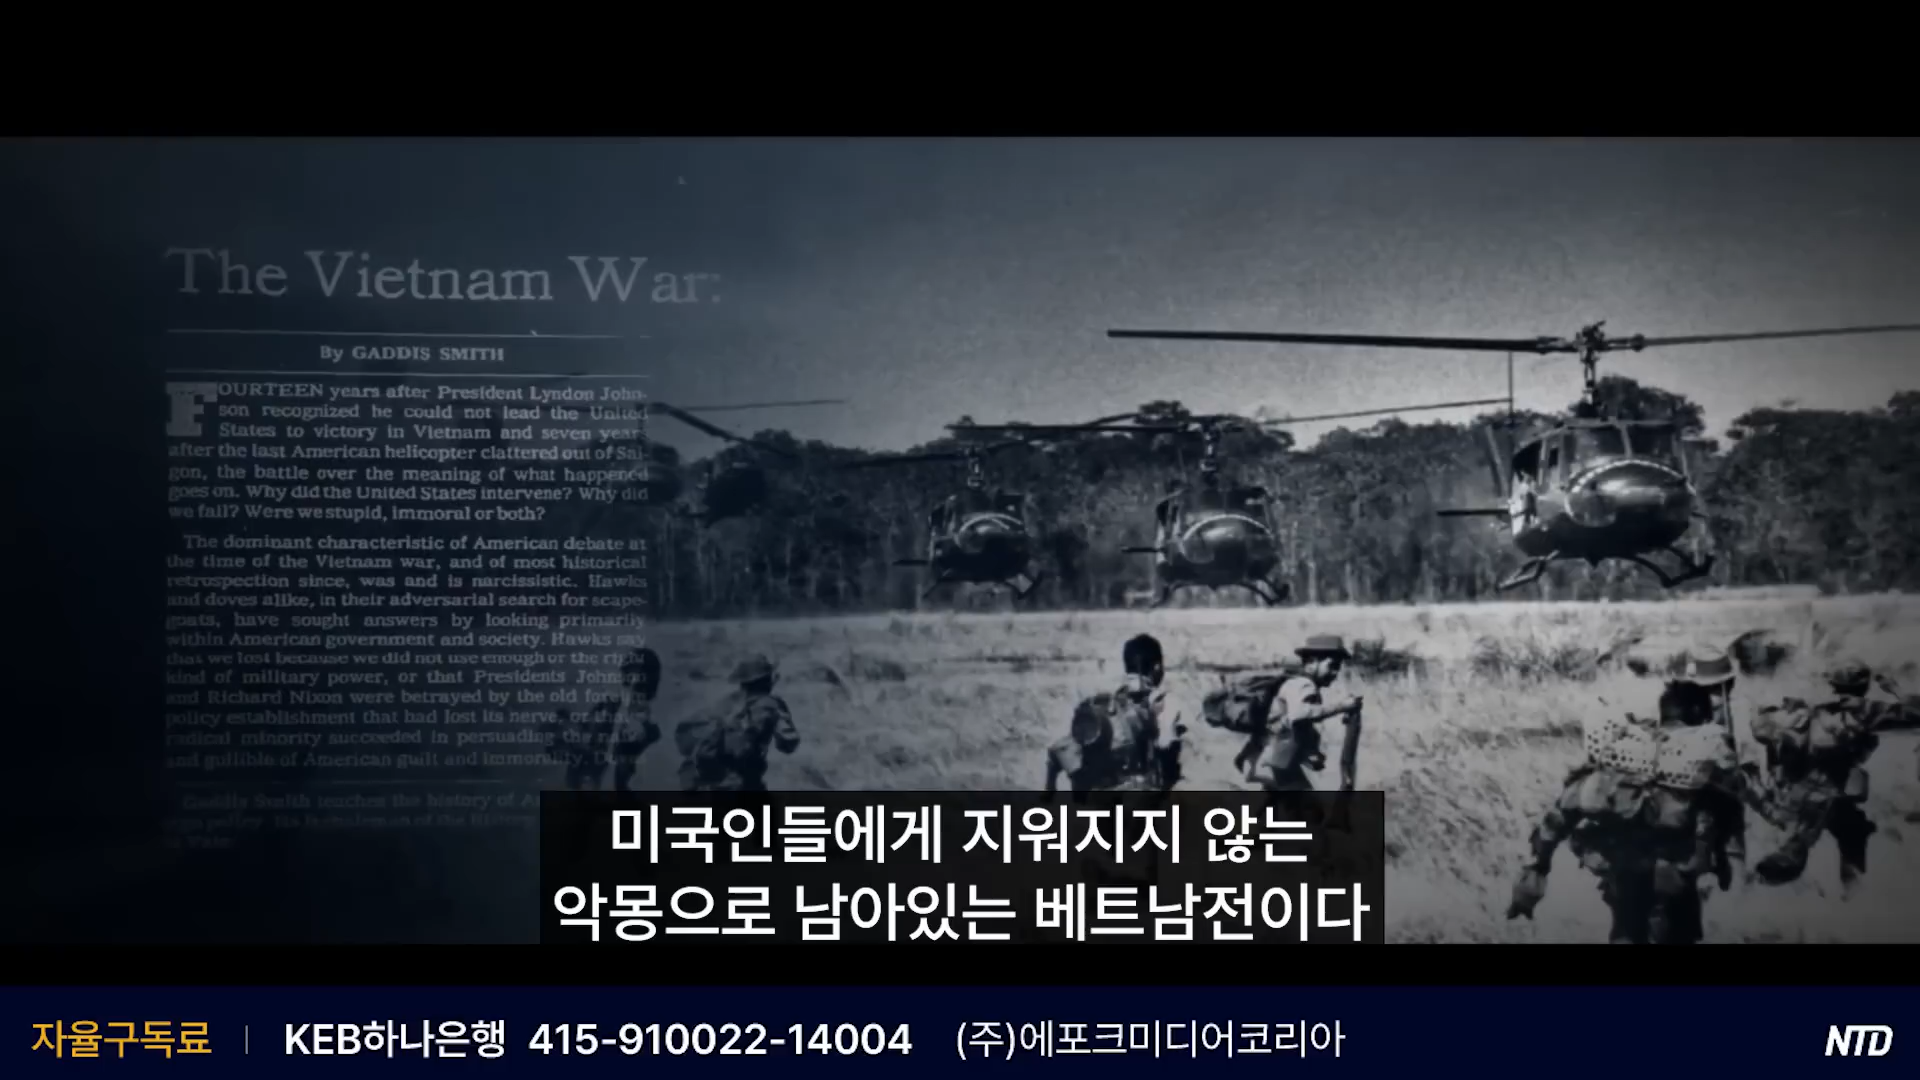 The Vietnam War:
By GADDIS SMITH
FOURTEEN years after President Lyndon John-
son recognized he could not lead the United
States to victory in Vietnam and seven years
after the last American helicopter clattered out of Sai-
gon, the battle over the meaning of what happened
goes on. Why did the United States intervene? Why did
we fail? Were we stupid, immoral or both?
The dominant characteristic of American debate at
the time of the Vietnam war, and of most historical
retrospection since, was and is narcissistic. Hawks
and doves alike, in their adversarial search for scape-
goats, have sought answers by looking primarily
within American government and society. Hawks say
that we lost because we did not use enough or the right
kind of military power, or that Presidents Johnson
and Richard Nixon were betrayed by the old foreign
policy establishment that had lost its nerve, or that a
radical minority succeeded in persuading the naive
and gullible of American guilt and immorality.
Gaddis Smith teaches the history of
미국인들에게 지워지지 않는
악몽으로 남아있는 베트남전이다
자율구독료 | KEB하나은행 415-910022-14004 (주)에포크미디어코리아
NTD